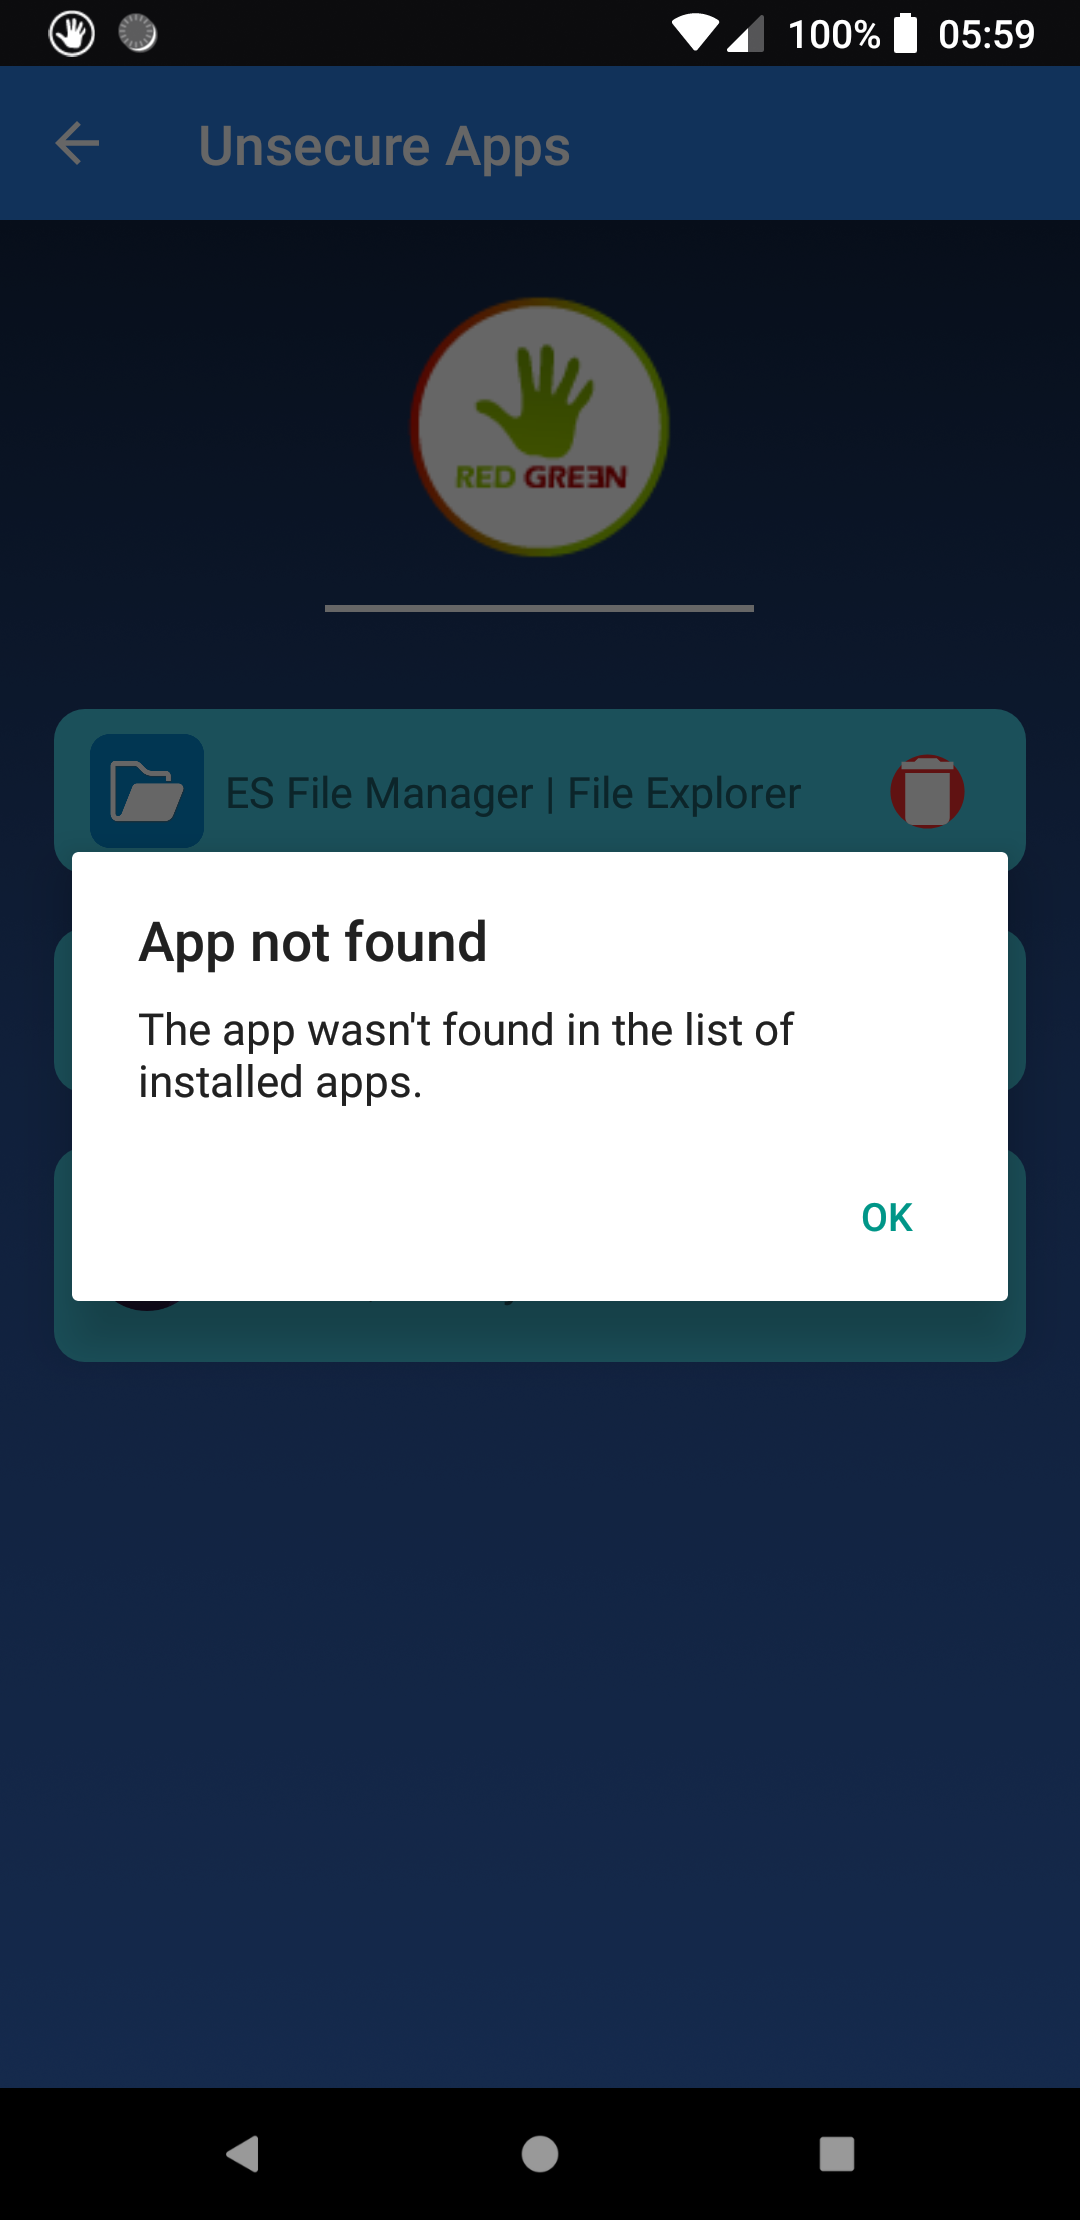 100% 05:59
Unsecure Apps
RED GREEN
ES File Manager | File Explorer
App not found
The app wasn't found in the list of
installed apps.
OK